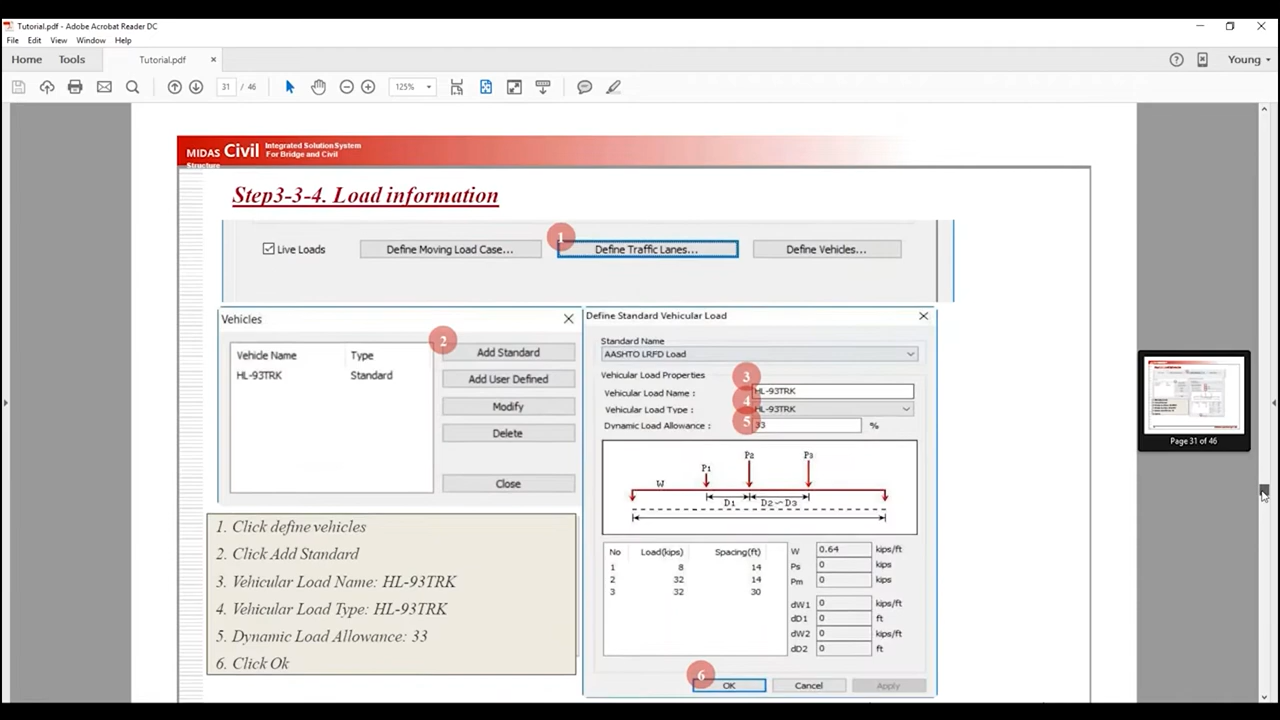 Tutorial.pdf - Adobe Acrobat Reader DC
File Edit View Window Help
Home Tools Tutorial.pdf × Young
31 / 46 125%
MIDAS Civil Integrated Solution System
For Bridge and Civil
Structure
Step3-3-4. Load information
1
Live Loads Define Moving Load Case... Define Traffic Lanes... Define Vehicles...
Vehicles
2
Vehicle Name Type
HL-93TRK Standard
Add Standard
Add User Defined
Modify
Delete
Close
1. Click define vehicles
2. Click Add Standard
3. Vehicular Load Name: HL-93TRK
4. Vehicular Load Type: HL-93TRK
5. Dynamic Load Allowance: 33
6. Click Ok
Define Standard Vehicular Load
Standard Name
AASHTO LRFD Load
Vehicular Load Properties
3
Vehicular Load Name : HL-93TRK
4
Vehicular Load Type : HL-93TRK
5
Dynamic Load Allowance : 33 %
P1 P2 P3
W
D1 D2~D3
No Load(kips) Spacing(ft)
1 8 14
2 32 14
3 32 30
W 0.64 kips/ft
Ps 0 kips
Pm 0 kips
dW1 0 kips/ft
dD1 0 ft
dW2 0 kips/ft
dD2 0 ft
6
OK Cancel Apply
Page 31 of 46